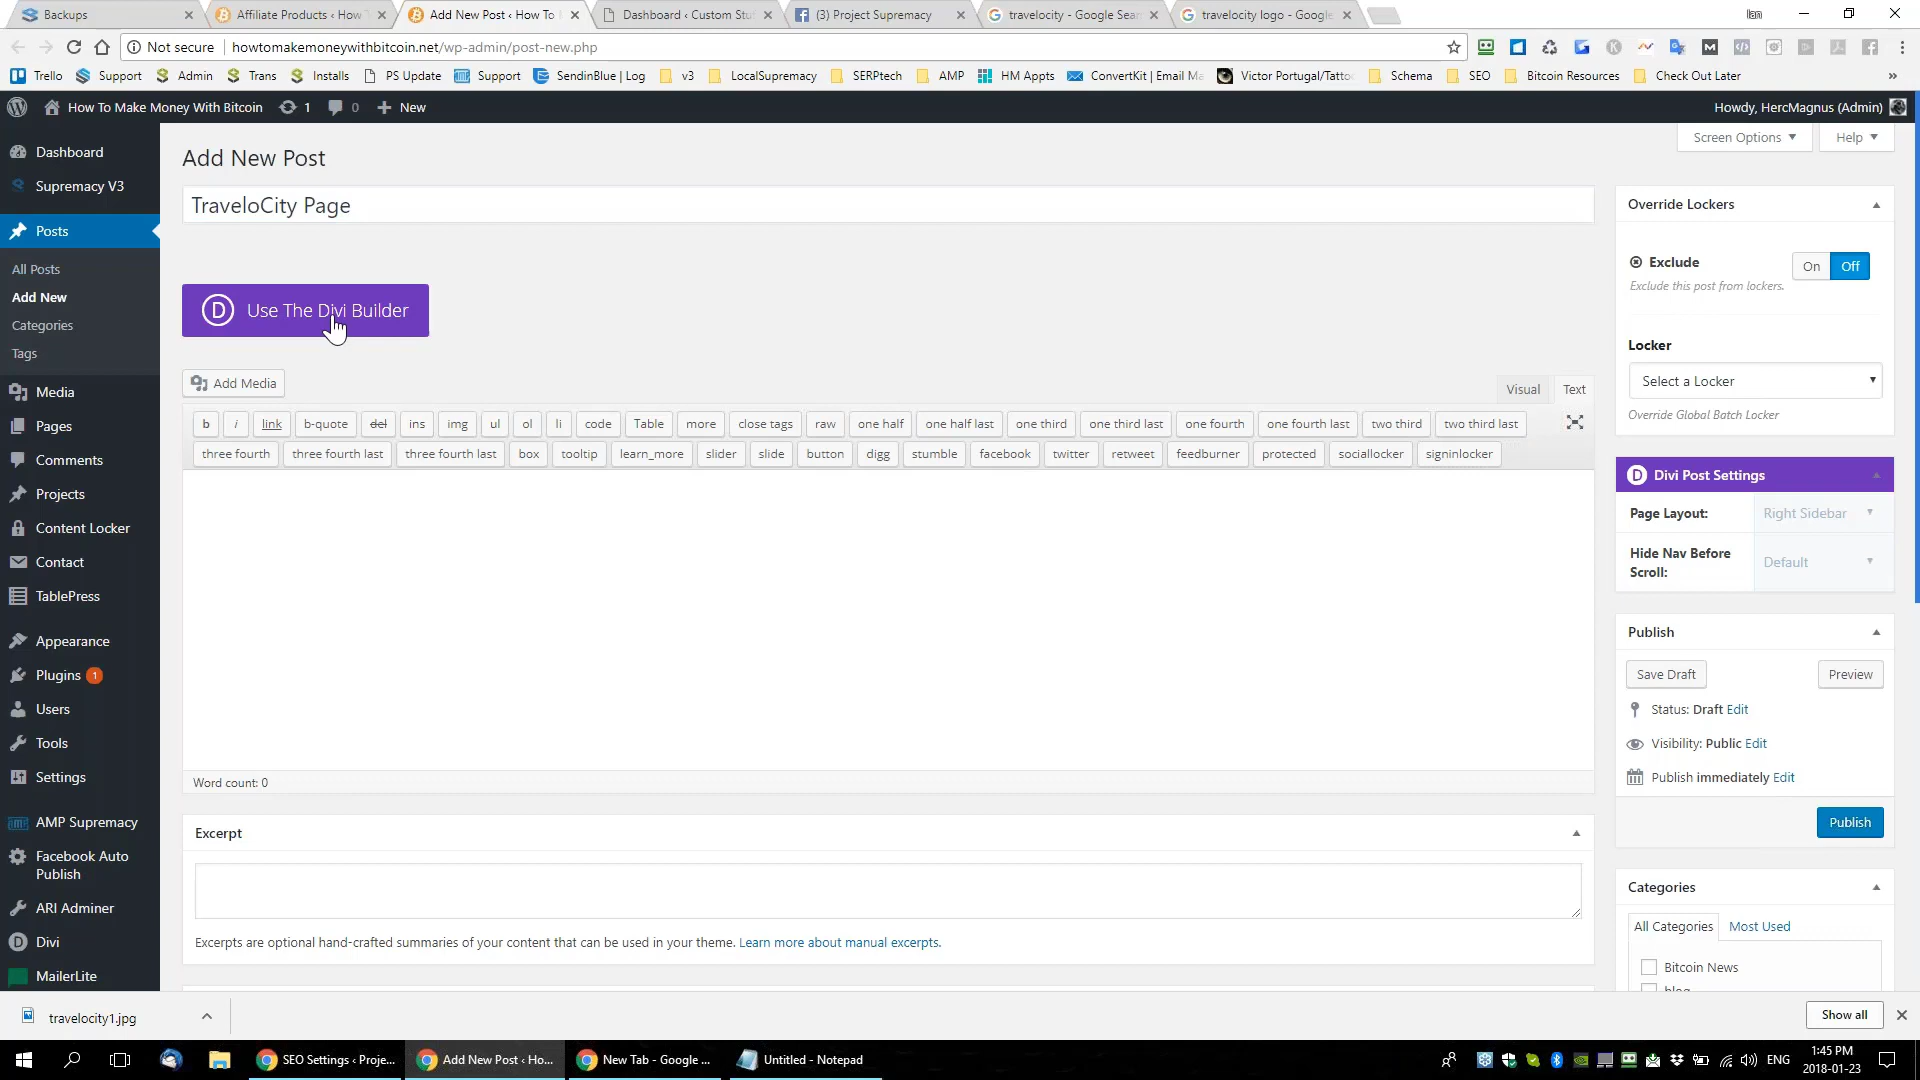 Backups
Affiliate Products ‹ How T
Add New Post ‹ How To
Dashboard ‹ Custom Stu
(3) Project Supremacy
travelocity - Google Sear
travelocity logo - Google
Ian
Not secure
howtomakemoneywithbitcoin.net/wp-admin/post-new.php
Trello
Support
Admin
Trans
Installs
PS Update
Support
SendinBlue | Log
v3
LocalSupremacy
SERPtech
AMP
HM Appts
ConvertKit | Email Ma
Victor Portugal/Tatto
Schema
SEO
Bitcoin Resources
Check Out Later
»
How To Make Money With Bitcoin
1
0
New
Howdy, HercMagnus (Admin)
Dashboard
Supremacy V3
Posts
All Posts
Add New
Categories
Tags
Media
Pages
Comments
Projects
Content Locker
Contact
TablePress
Appearance
Plugins 1
Users
Tools
Settings
AMP Supremacy
Facebook Auto
Publish
ARI Adminer
Divi
MailerLite
Screen Options
Help
Add New Post
TraveloCity Page
D Use The Divi Builder
Add Media
Visual
Text
b
i
link
b-quote
del
ins
img
ul
ol
li
code
Table
more
close tags
raw
one half
one half last
one third
one third last
one fourth
one fourth last
two third
two third last
three fourth
three fourth last
three fourth last
box
tooltip
learn_more
slider
slide
button
digg
stumble
facebook
twitter
retweet
feedburner
protected
sociallocker
signinlocker
Word count: 0
Excerpt
Excerpts are optional hand-crafted summaries of your content that can be used in your theme. Learn more about manual excerpts.
Override Lockers
Exclude
On
Off
Exclude this post from lockers.
Locker
Select a Locker
Override Global Batch Locker
D Divi Post Settings
Page Layout:
Right Sidebar
Hide Nav Before
Scroll:
Default
Publish
Save Draft
Preview
Status: Draft Edit
Visibility: Public Edit
Publish immediately Edit
Publish
Categories
All Categories
Most Used
Bitcoin News
blog
travelocity1.jpg
Show all
SEO Settings ‹ Proje...
Add New Post ‹ Ho...
New Tab - Google ...
Untitled - Notepad
ENG
1:45 PM
2018-01-23